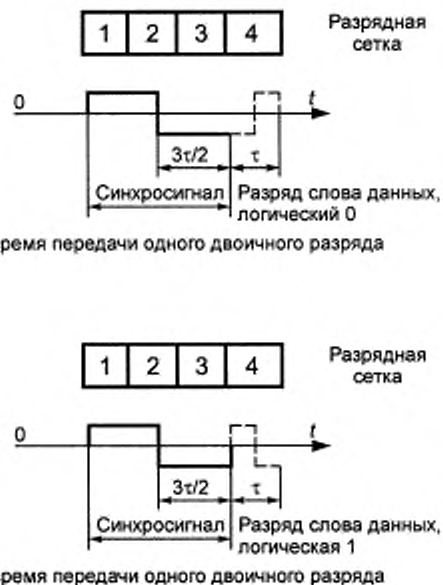 1 2 3 4
Разрядная
сетка
0
t
3τ/2 τ
Синхросигнал Разряд слова данных,
логический 0
ремя передачи одного двоичного разряда
1 2 3 4
Разрядная
сетка
0
t
3τ/2 τ
Синхросигнал Разряд слова данных,
логическая 1
ремя передачи одного двоичного разряда